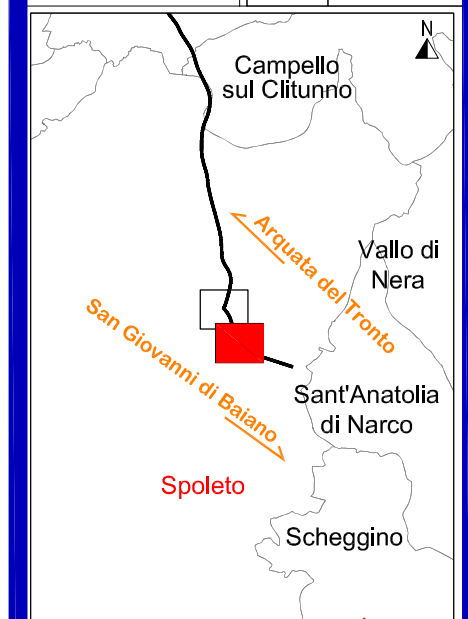 N
Campello
sul Clitunno
Arquata del Tronto
Vallo di
Nera
San Giovanni di Baiano
Sant'Anatolia
di Narco
Spoleto
Scheggino